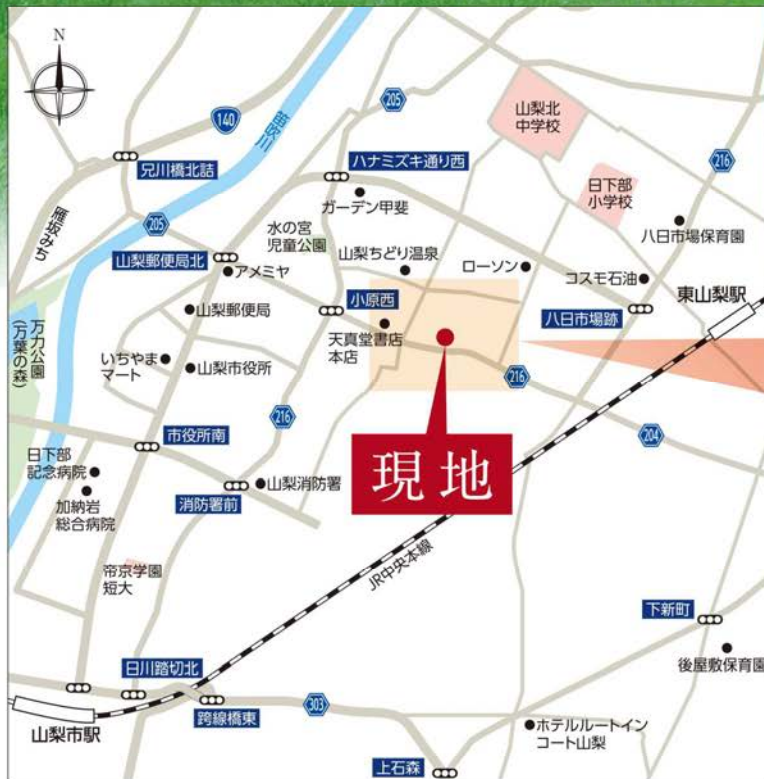 N
140
笛吹川
205
山梨北
中学校
兄川橋北詰
ハナミズキ通り西
216
日下部
小学校
ガーデン甲斐
雁坂みち
205
水の宮
児童公園
八日市場保育園
山梨郵便局北
アメミヤ
山梨ちどり温泉
ローソン
コスモ石油
東山梨駅
山梨郵便局
小原西
八日市場跡
万力公園
(万葉の森)
天真堂書店
本店
いちやま
マート
山梨市役所
216
216
204
市役所南
現地
日下部
記念病院
加納岩
総合病院
消防署前
山梨消防署
JR中央本線
帝京学園
短大
下新町
後屋敷保育園
日川踏切北
跨線橋東
303
山梨市駅
ホテルルートイン
コート山梨
上石森